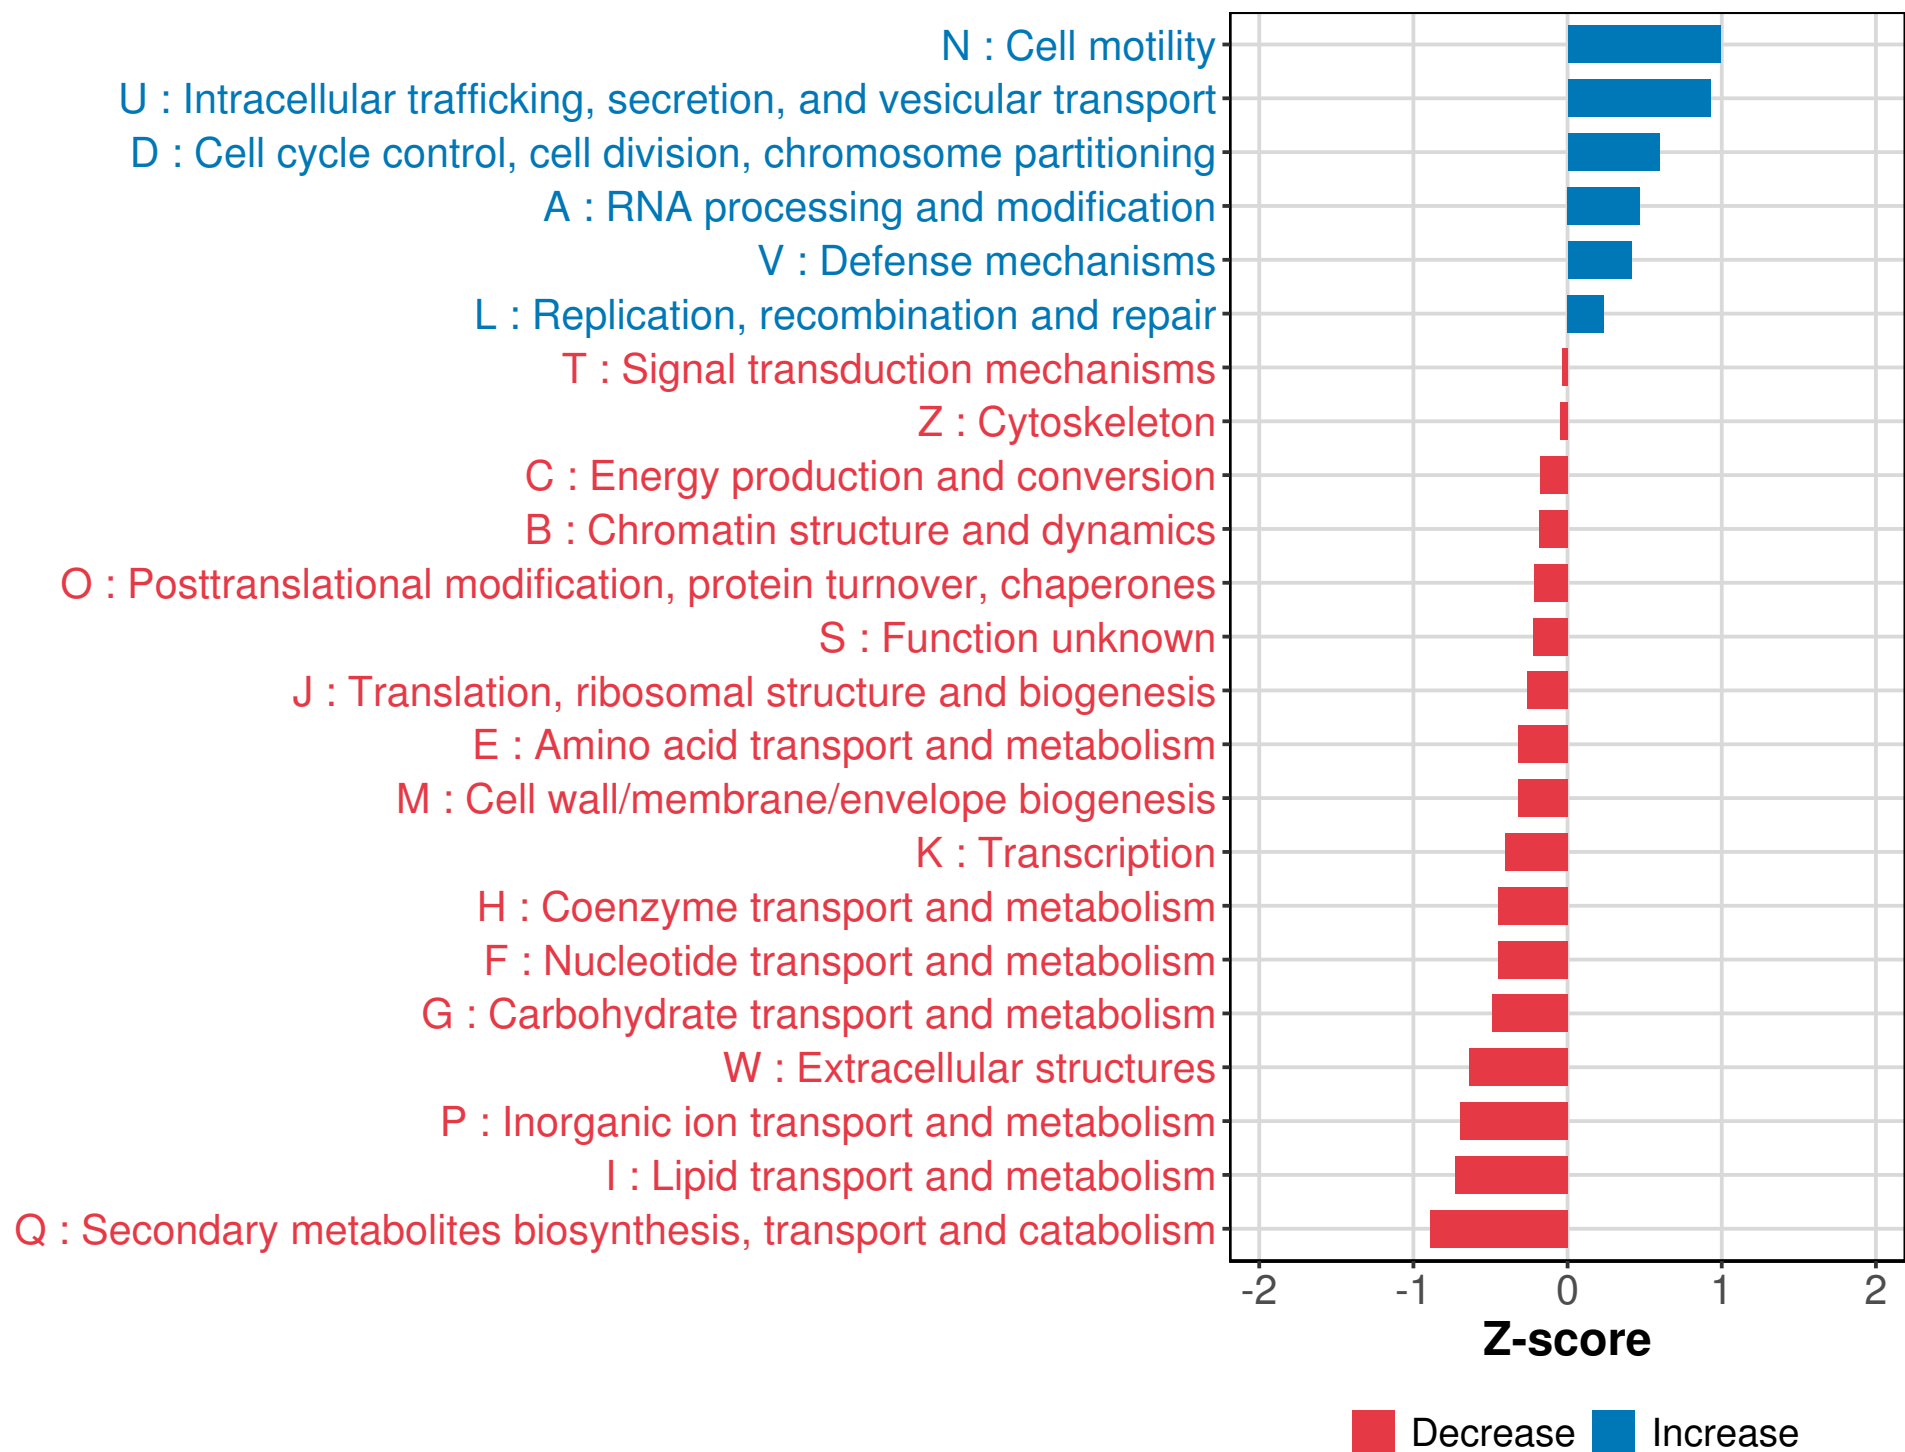 N : Cell motility
U : Intracellular trafficking, secretion, and vesicular transport
D : Cell cycle control, cell division, chromosome partitioning
A : RNA processing and modification
V : Defense mechanisms
L : Replication, recombination and repair
T : Signal transduction mechanisms
Z : Cytoskeleton
C : Energy production and conversion
B : Chromatin structure and dynamics
O : Posttranslational modification, protein turnover, chaperones
S : Function unknown
J : Translation, ribosomal structure and biogenesis
E : Amino acid transport and metabolism
M : Cell wall/membrane/envelope biogenesis
K : Transcription
H : Coenzyme transport and metabolism
F : Nucleotide transport and metabolism
G : Carbohydrate transport and metabolism
W : Extracellular structures
P : Inorganic ion transport and metabolism
I : Lipid transport and metabolism
Q : Secondary metabolites biosynthesis, transport and catabolism
-2 -1 0 1 2
Z-score
Decrease Increase